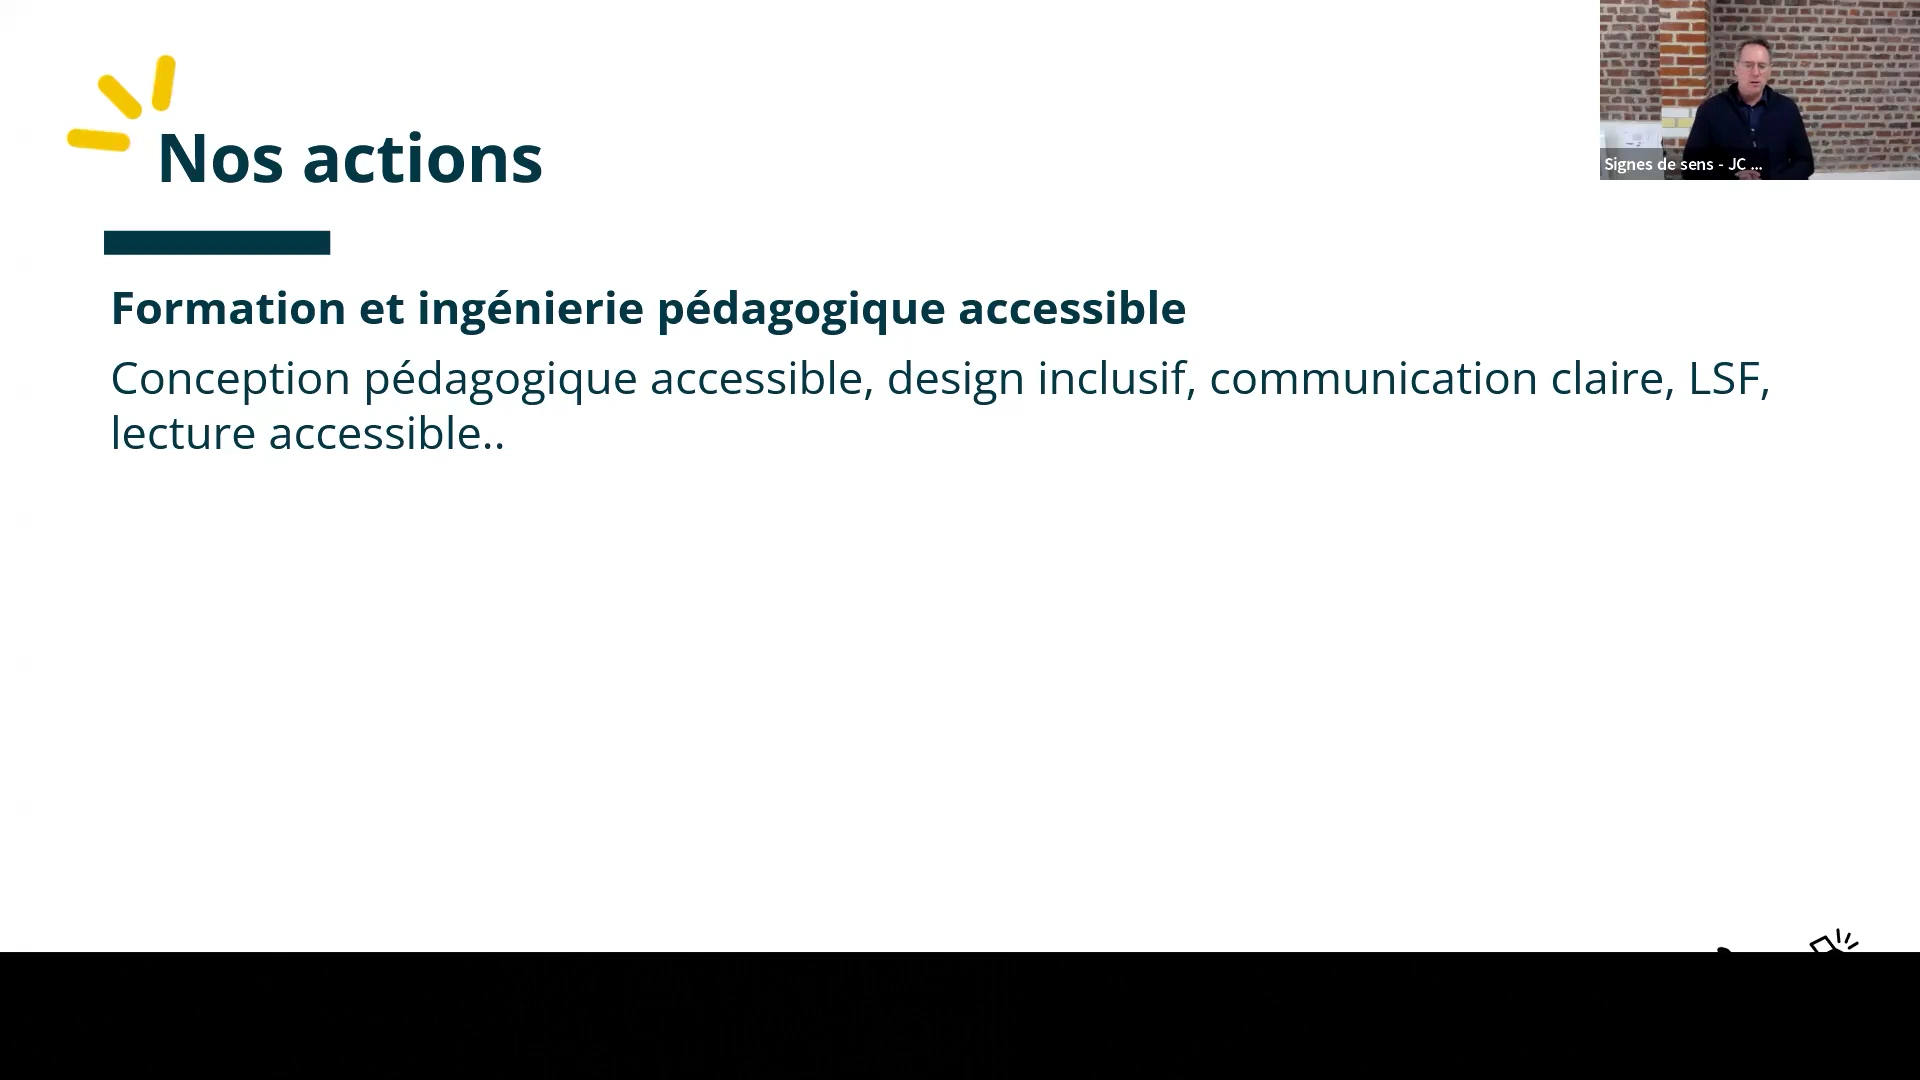 Nos actions
Signes de sens - JC ...
Formation et ingénierie pédagogique accessible
Conception pédagogique accessible, design inclusif, communication claire, LSF,
lecture accessible..